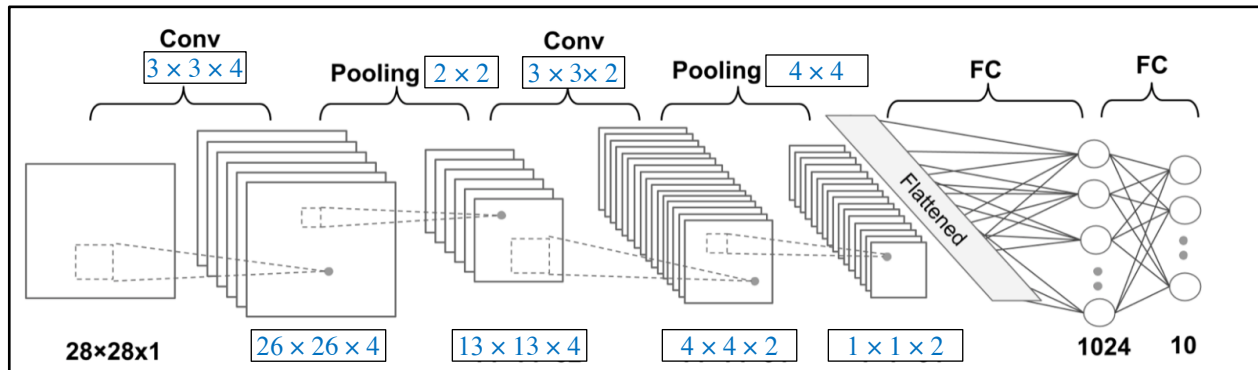 Conv
3 × 3 × 4
Pooling 2 × 2
Conv
3 × 3× 2
Pooling 4 × 4
FC
FC
Flattened
28×28x1
26 × 26 × 4
13 × 13 × 4
4 × 4 × 2
1 × 1 × 2
1024
10